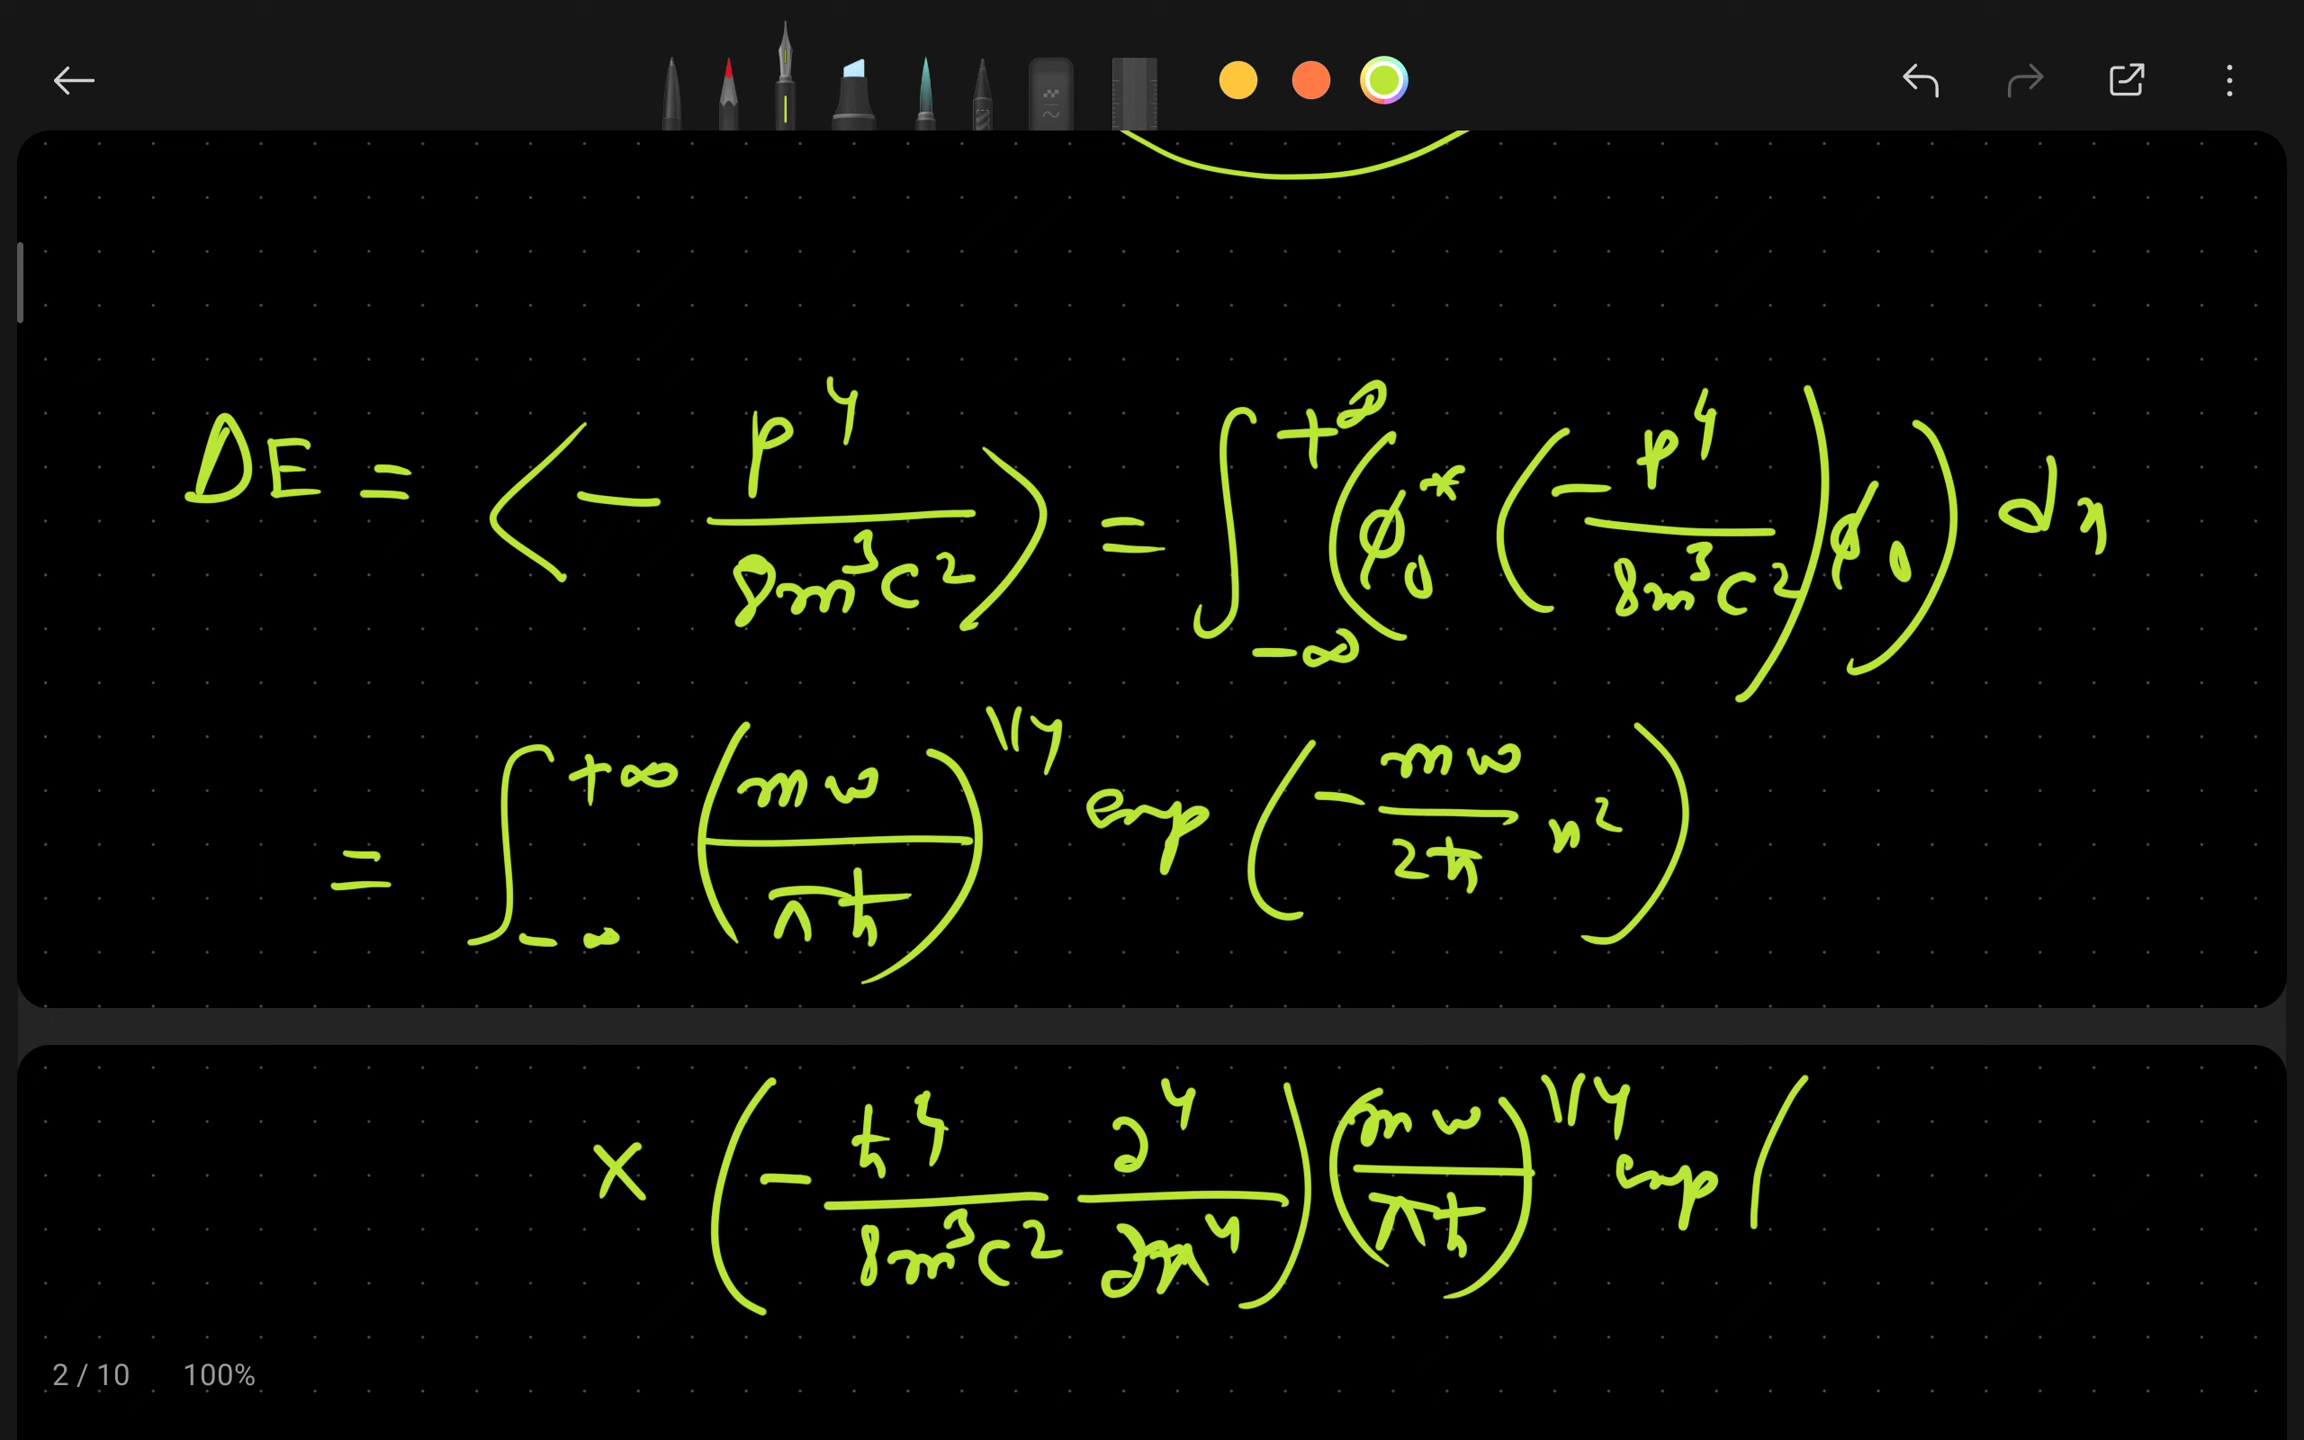 ΔE = < - p⁴ / 8m³c² > = ∫_{-∞}^{+∞} ( φ₀* ( - p⁴ / 8m³c² ) φ₀ ) dx
= ∫_{-∞}^{+∞} ( mω / πħ )^{1/4} exp ( - mω / 2ħ x² )
× ( - ħ⁴ / 8m³c² ∂⁴ / ∂x⁴ ) ( mω / πħ )^{1/4} exp (
2 / 10 100%